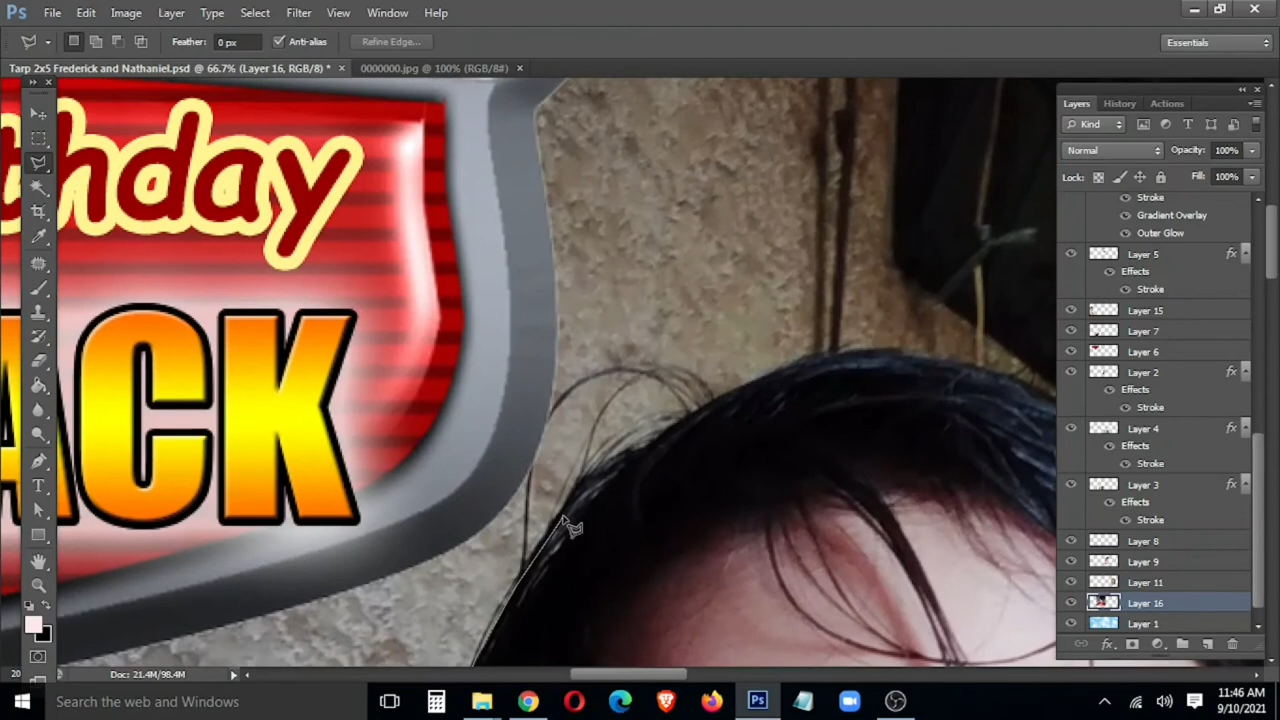 Ps File Edit Image Layer Type Select Filter View Window Help
Feather: 0 px Anti-alias Refine Edge... Essentials
Tarp 2x5 Frederick and Nathaniel.psd @ 66.7% (Layer 16, RGB/8) * × 0000000.jpg @ 100% (RGB/8#) ×
Layers History Actions
Kind
Normal Opacity: 100%
Lock: Fill: 100%
Stroke
Gradient Overlay
Outer Glow
Layer 5 fx
Effects
Stroke
Layer 15
Layer 7
Layer 6
Layer 2 fx
Effects
Stroke
Layer 4 fx
Effects
Stroke
Layer 3 fx
Effects
Stroke
Layer 8
Layer 9
Layer 11
Layer 16
Layer 1
thday
ACK
20 Doc: 21.4M/98.4M
Search the web and Windows
11:46 AM
9/10/2021